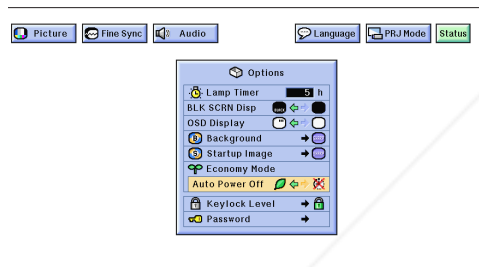 Picture Fine Sync Audio Language PRJ Mode Status
Options
Lamp Timer 5 h
BLK SCRN Disp
OSD Display
Background
Startup Image
Economy Mode
Auto Power Off
Keylock Level
Password